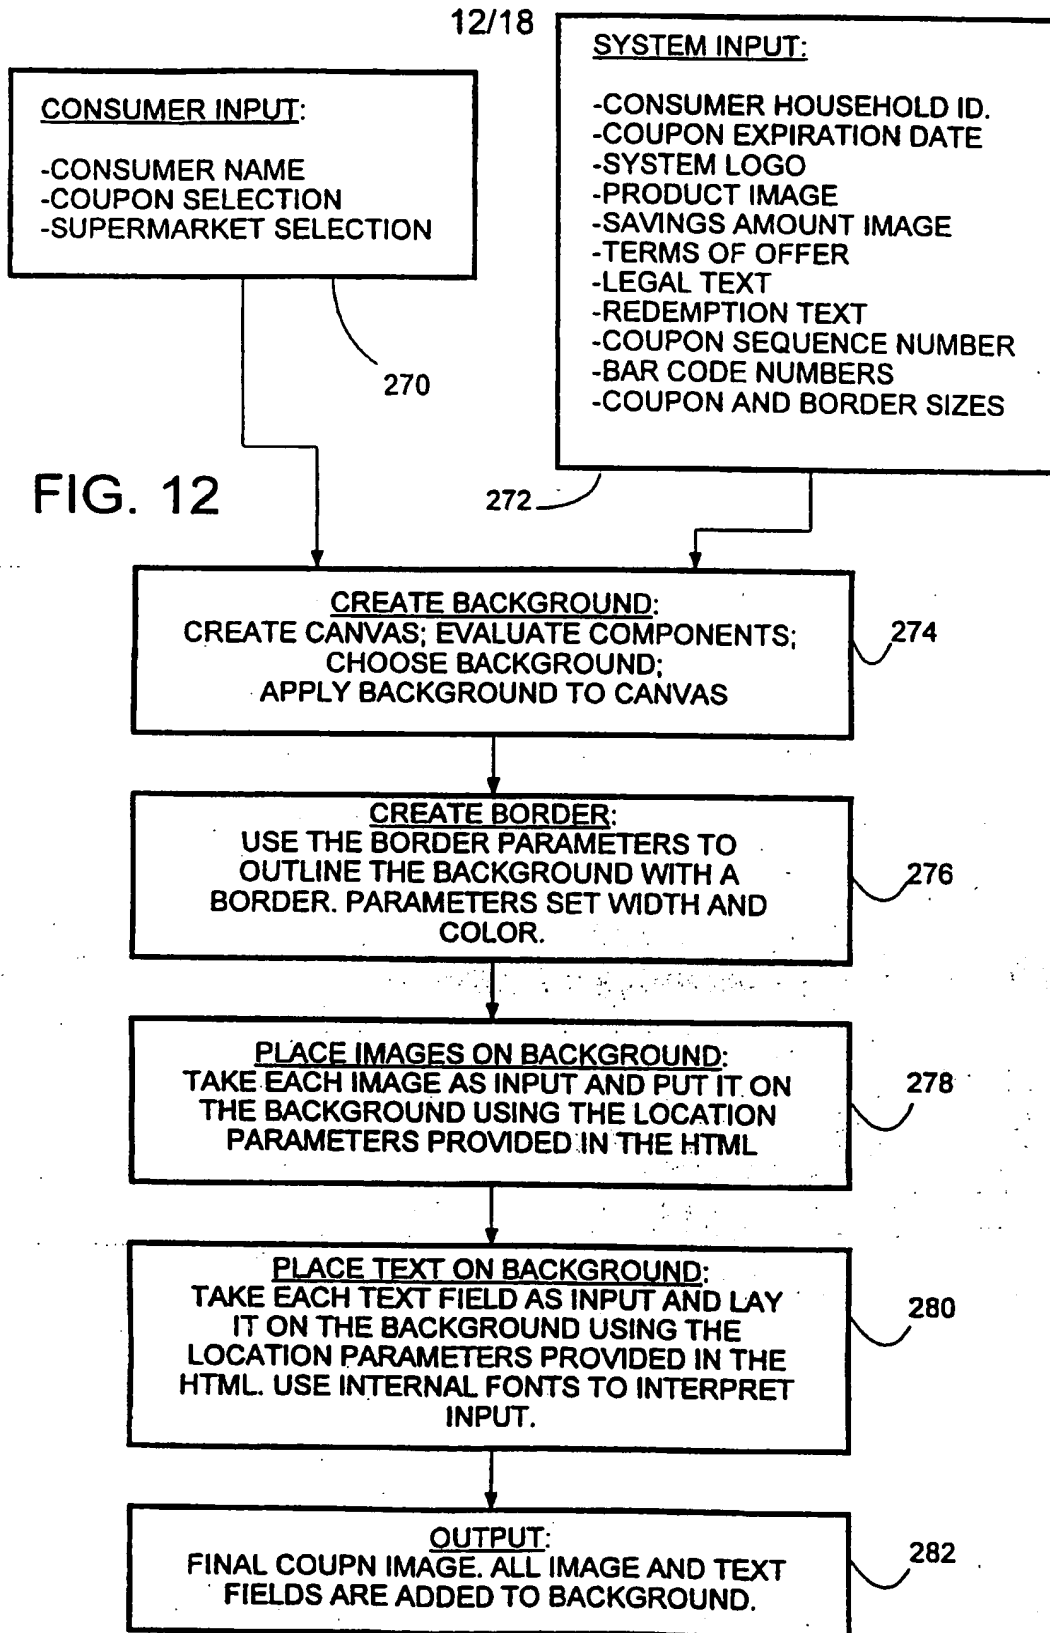 12/18
CONSUMER INPUT:
-CONSUMER NAME
-COUPON SELECTION
-SUPERMARKET SELECTION
270
SYSTEM INPUT:
-CONSUMER HOUSEHOLD ID.
-COUPON EXPIRATION DATE
-SYSTEM LOGO
-PRODUCT IMAGE
-SAVINGS AMOUNT IMAGE
-TERMS OF OFFER
-LEGAL TEXT
-REDEMPTION TEXT
-COUPON SEQUENCE NUMBER
-BAR CODE NUMBERS
-COUPON AND BORDER SIZES
272
FIG. 12
CREATE BACKGROUND:
CREATE CANVAS; EVALUATE COMPONENTS;
CHOOSE BACKGROUND;
APPLY BACKGROUND TO CANVAS
274
CREATE BORDER:
USE THE BORDER PARAMETERS TO
OUTLINE THE BACKGROUND WITH A
BORDER. PARAMETERS SET WIDTH AND
COLOR.
276
PLACE IMAGES ON BACKGROUND:
TAKE EACH IMAGE AS INPUT AND PUT IT ON
THE BACKGROUND USING THE LOCATION
PARAMETERS PROVIDED IN THE HTML
278
PLACE TEXT ON BACKGROUND:
TAKE EACH TEXT FIELD AS INPUT AND LAY
IT ON THE BACKGROUND USING THE
LOCATION PARAMETERS PROVIDED IN THE
HTML. USE INTERNAL FONTS TO INTERPRET
INPUT.
280
OUTPUT:
FINAL COUPN IMAGE. ALL IMAGE AND TEXT
FIELDS ARE ADDED TO BACKGROUND.
282